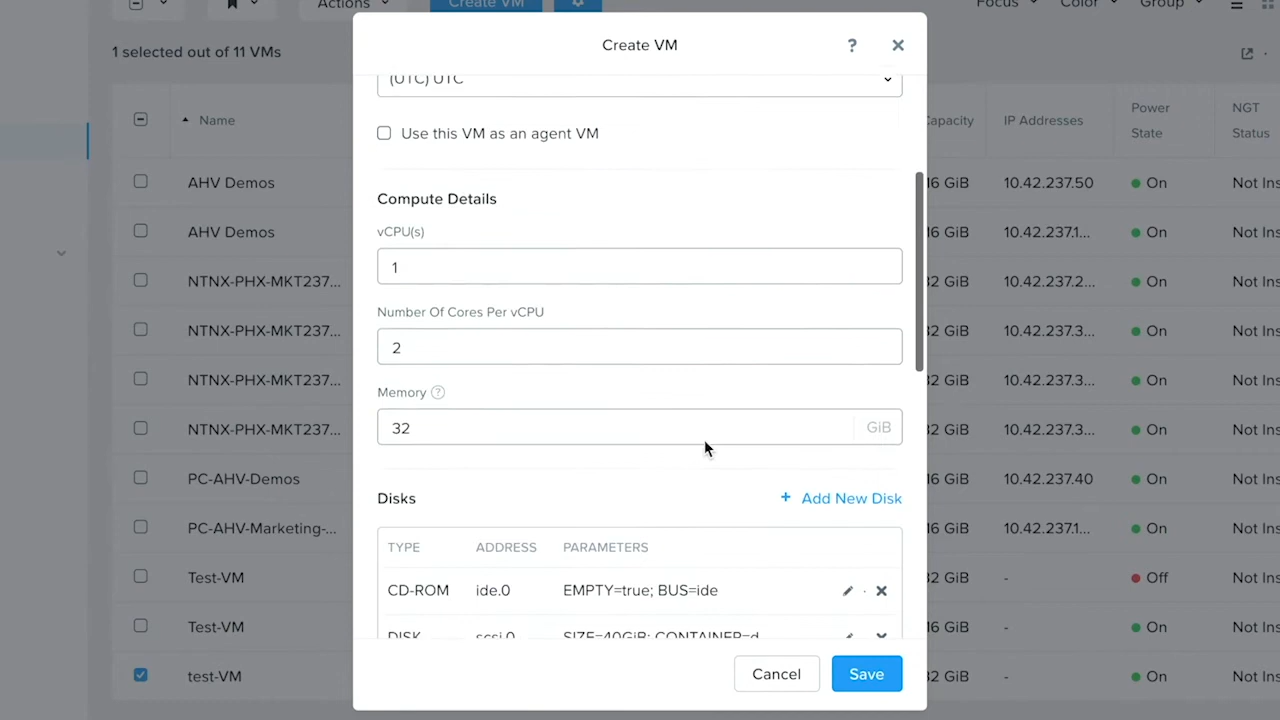 Actions
Create VM
Focus
Color
Group
1 selected out of 11 VMs
Name
Capacity
IP Addresses
Power
State
NGT
Status
AHV Demos
16 GiB
10.42.237.50
On
Not Ins
AHV Demos
16 GiB
10.42.237.1...
On
Not Ins
NTNX-PHX-MKT237...
32 GiB
10.42.237.2...
On
Not Ins
NTNX-PHX-MKT237...
32 GiB
10.42.237.3...
On
Not Ins
NTNX-PHX-MKT237...
32 GiB
10.42.237.3...
On
Not Ins
NTNX-PHX-MKT237...
32 GiB
10.42.237.3...
On
Not Ins
PC-AHV-Demos
16 GiB
10.42.237.40
On
Not Ins
PC-AHV-Marketing-...
16 GiB
10.42.237.1...
On
Not Ins
Test-VM
32 GiB
-
Off
Not Ins
Test-VM
16 GiB
-
On
Not Ins
test-VM
32 GiB
-
On
Not Ins
Create VM
?
(UTC) UTC
Use this VM as an agent VM
Compute Details
vCPU(s)
1
Number Of Cores Per vCPU
2
Memory ?
32 GiB
Disks
+ Add New Disk
TYPE ADDRESS PARAMETERS
CD-ROM ide.0 EMPTY=true; BUS=ide
DISK scsi.0 SIZE=40GiB; CONTAINER=d
Cancel
Save